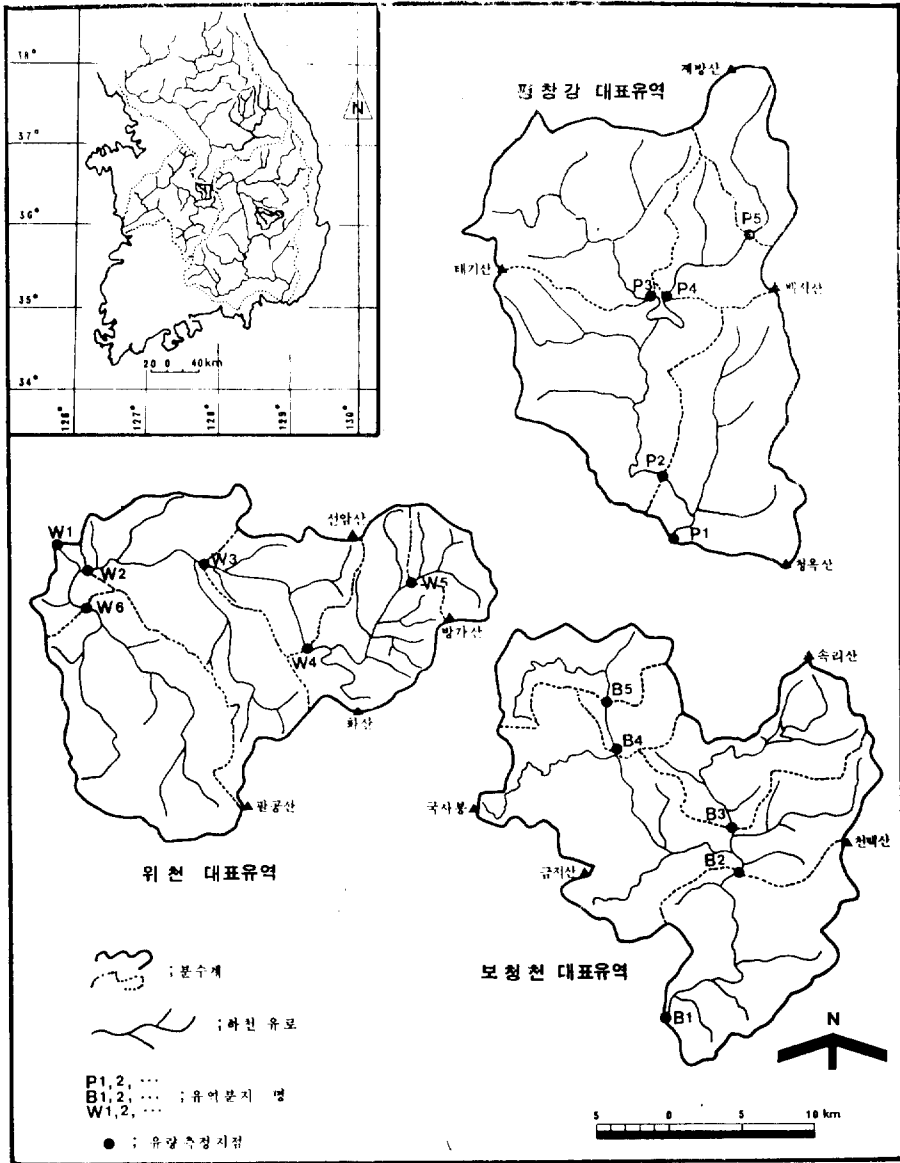 38°
37°
36°
35°
34°
126°
127°
128°
129°
130°
N
20 0 40km
평창강 대표유역
계방산
태기산
백석산
청옥산
P5
P3
P4
P2
P1
선암산
방가산
화산
팔공산
W1
W2
W3
W4
W5
W6
위천 대표유역
속리산
국사봉
금적산
천택산
B5
B4
B3
B2
B1
보청천 대표유역
; 분수계
; 하천 유로
P1,2, ···
B1,2, ··· ; 유역분지 명
W1,2, ···
● ; 유량측정지점
N
5 0 5 10 km